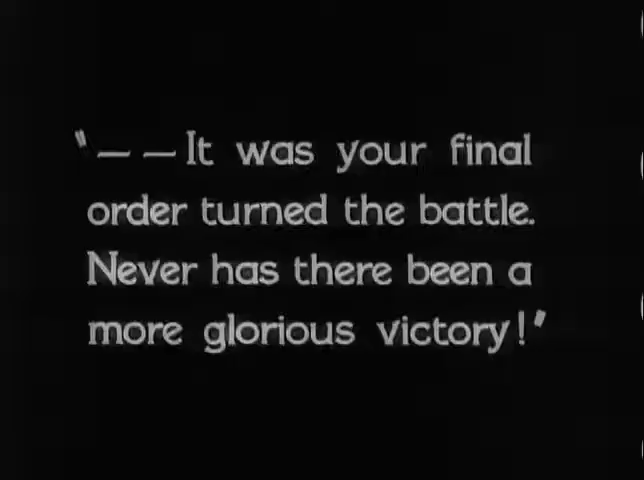 "— —It was your final
order turned the battle.
Never has there been a
more glorious victory!"